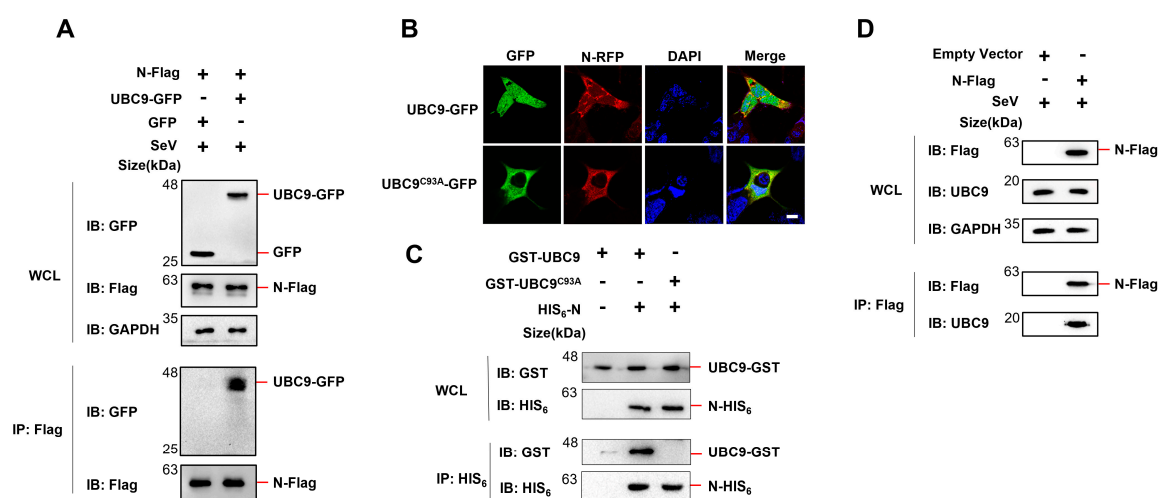 A
N-Flag + +
UBC9-GFP - +
GFP + -
SeV + +
Size(kDa)
WCL
48
IB: GFP
UBC9-GFP
GFP
25
63
IB: Flag
N-Flag
35
IB: GAPDH
IP: Flag
48
IB: GFP
UBC9-GFP
25
63
IB: Flag
N-Flag
B
GFP N-RFP DAPI Merge
UBC9-GFP
UBC9C93A-GFP
C
GST-UBC9 + + -
GST-UBC9C93A - - +
HIS6-N - + +
Size(kDa)
WCL
48
IB: GST
UBC9-GST
63
IB: HIS6
N-HIS6
IP: HIS6
48
IB: GST
UBC9-GST
63
IB: HIS6
N-HIS6
D
Empty Vector + -
N-Flag - +
SeV + +
Size(kDa)
WCL
63
IB: Flag
N-Flag
20
IB: UBC9
35
IB: GAPDH
IP: Flag
63
IB: Flag
N-Flag
20
IB: UBC9